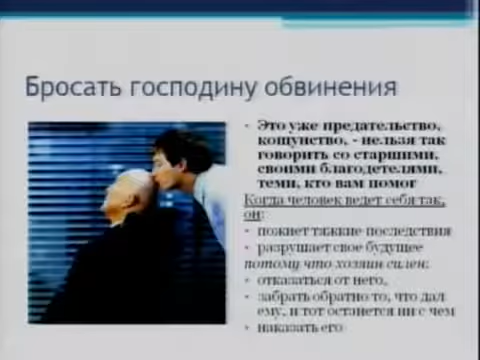 Бросать господину обвинения
• Это уже предательство,
кощунство, - нельзя так
говорить со старшими,
своими благодетелями,
теми, кто вам помог
Когда человек ведет себя так,
он:
• пожнет тяжкие последствия
• разрушает свое будущее
потому что хозяин силен:
• отказаться от него,
• забрать обратно то, что дал
ему, и тот останется ни с чем
• наказать его